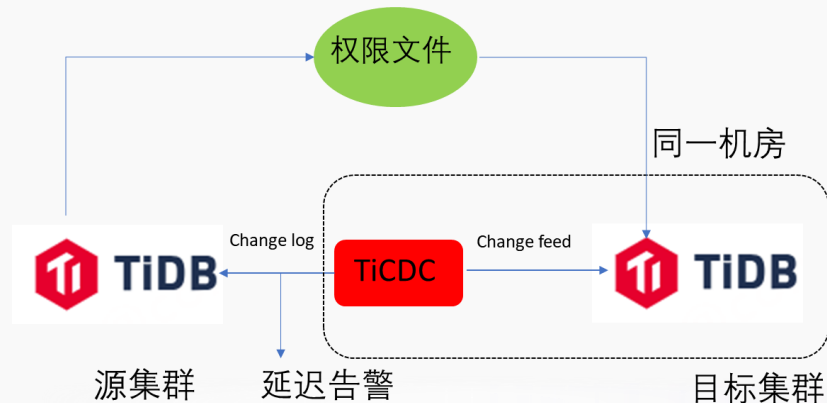 权限文件
同一机房
Change log
Change feed
TiDB
TiCDC
TiDB
源集群
延迟告警
目标集群